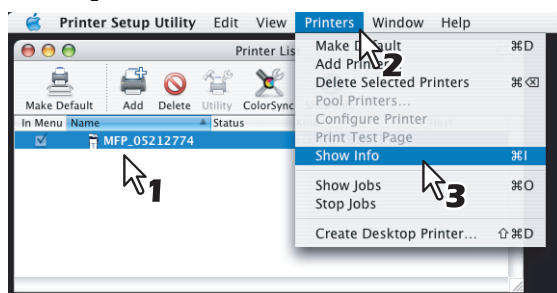 Printer Setup Utility Edit View Printers Window Help
Printer Lis
Make Default Add Delete Utility ColorSync
In Menu Name Status
MFP_05212774
1
Make Default ⌘D
2
Add Printer
Delete Selected Printers ⌘⌫
Pool Printers...
Configure Printer
Print Test Page
Show Info ⌘I
3
Show Jobs ⌘O
Stop Jobs
Create Desktop Printer... ⇧⌘D